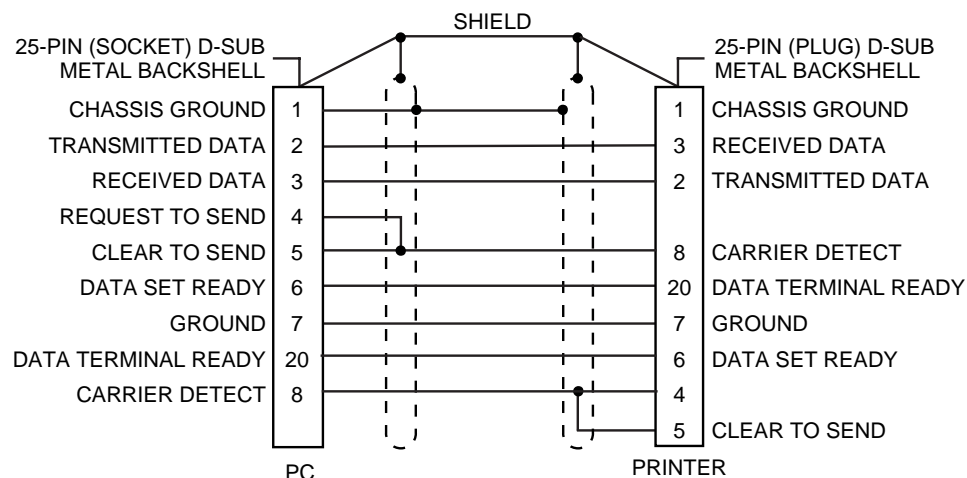 SHIELD
25-PIN (SOCKET) D-SUB
METAL BACKSHELL
25-PIN (PLUG) D-SUB
METAL BACKSHELL
CHASSIS GROUND 1 1 CHASSIS GROUND
TRANSMITTED DATA 2 3 RECEIVED DATA
RECEIVED DATA 3 2 TRANSMITTED DATA
REQUEST TO SEND 4
CLEAR TO SEND 5 8 CARRIER DETECT
DATA SET READY 6 20 DATA TERMINAL READY
GROUND 7 7 GROUND
DATA TERMINAL READY 20 6 DATA SET READY
CARRIER DETECT 8 4
5 CLEAR TO SEND
PC PRINTER